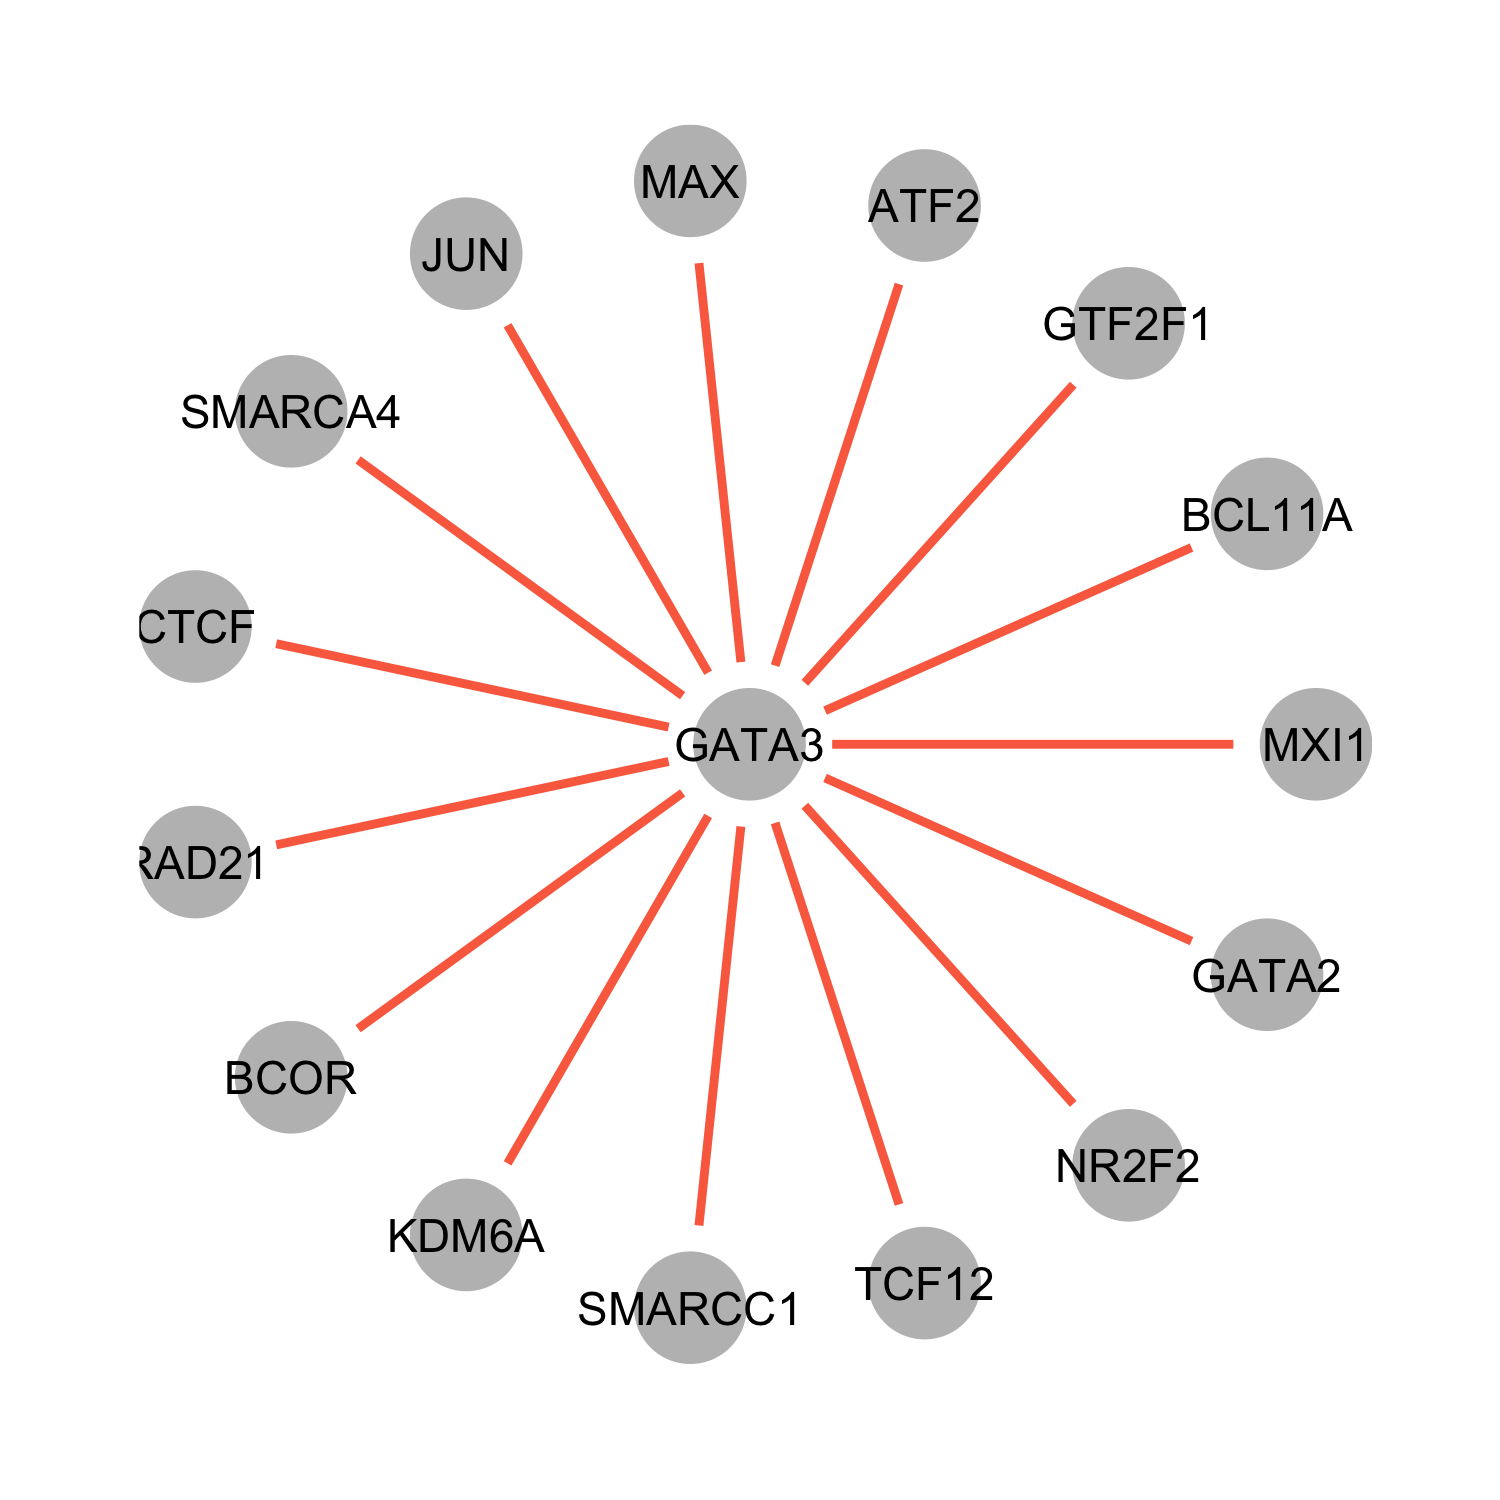 MAX
ATF2
JUN
GTF2F1
SMARCA4
BCL11A
CTCF
GATA3
MXI1
RAD21
GATA2
BCOR
NR2F2
KDM6A
TCF12
SMARCC1